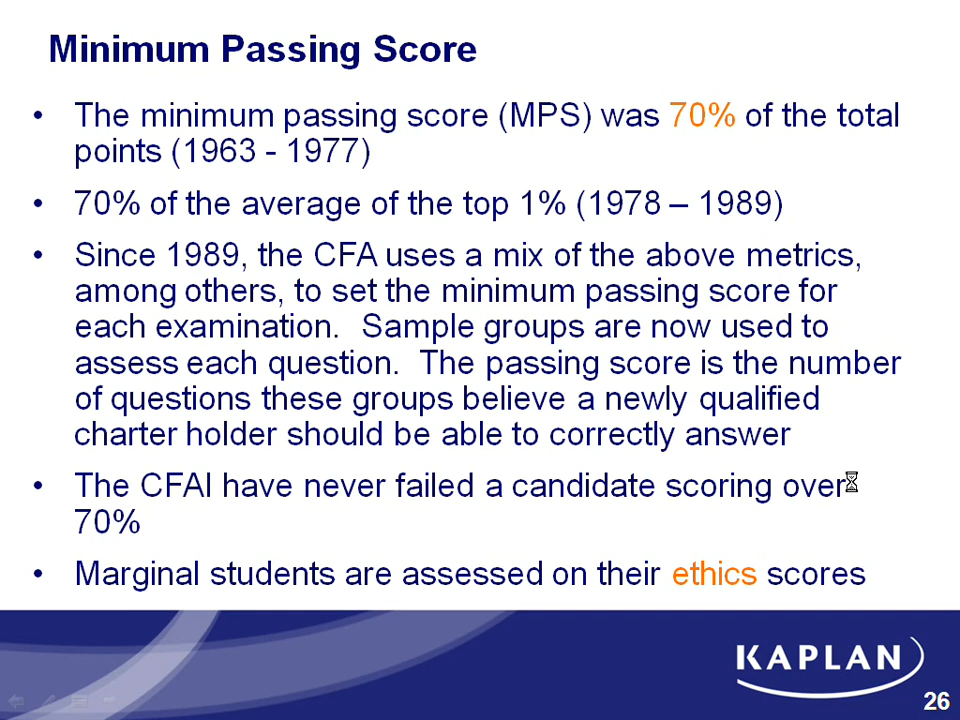 Minimum Passing Score
• The minimum passing score (MPS) was 70% of the total
points (1963 - 1977)
• 70% of the average of the top 1% (1978 – 1989)
• Since 1989, the CFA uses a mix of the above metrics,
among others, to set the minimum passing score for
each examination. Sample groups are now used to
assess each question. The passing score is the number
of questions these groups believe a newly qualified
charter holder should be able to correctly answer
• The CFAI have never failed a candidate scoring over
70%
• Marginal students are assessed on their ethics scores
KAPLAN
26